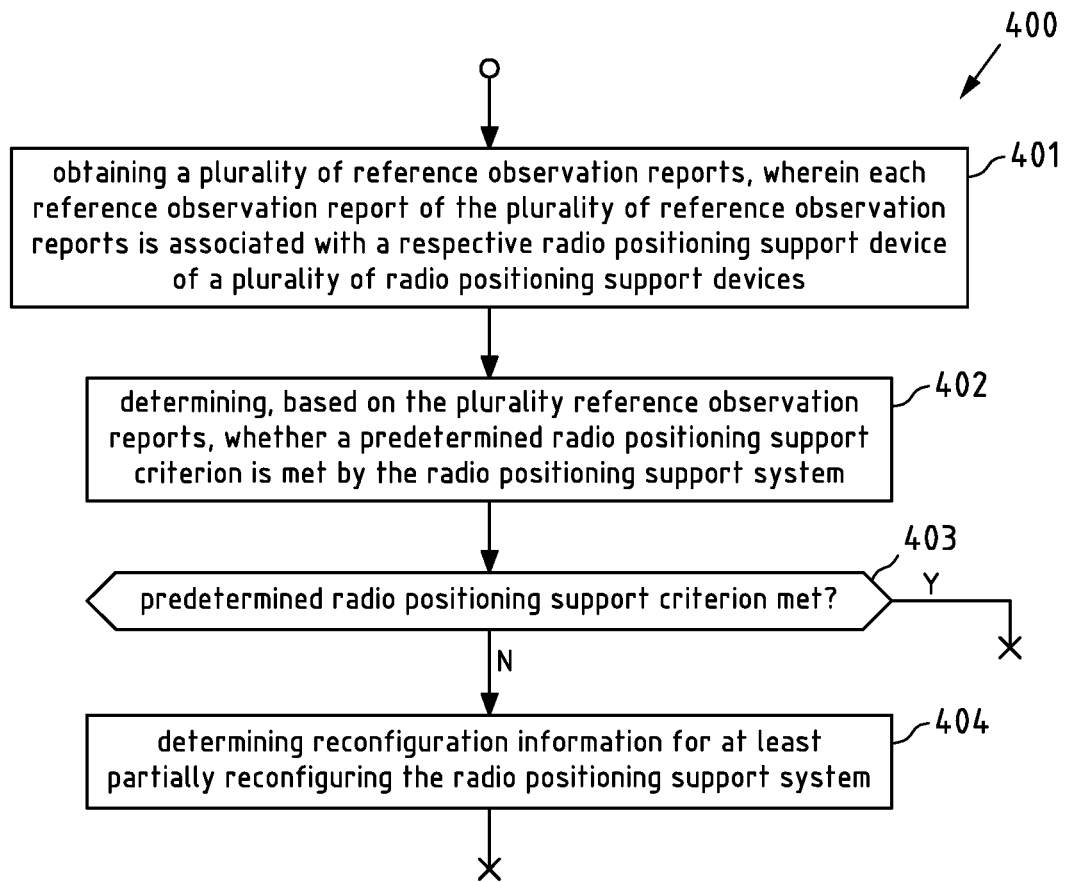 400
401
obtaining a plurality of reference observation reports, wherein each
reference observation report of the plurality of reference observation
reports is associated with a respective radio positioning support device
of a plurality of radio positioning support devices
402
determining, based on the plurality reference observation
reports, whether a predetermined radio positioning support
criterion is met by the radio positioning support system
403
predetermined radio positioning support criterion met?
Y
N
404
determining reconfiguration information for at least
partially reconfiguring the radio positioning support system